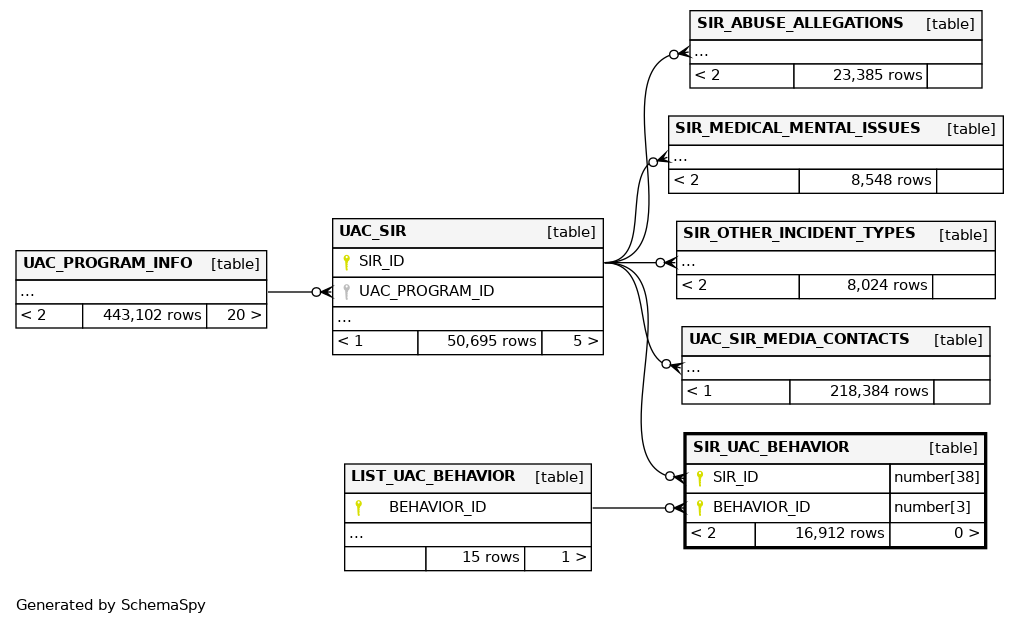 SIR_ABUSE_ALLEGATIONS [table]
...
< 2 23,385 rows
SIR_MEDICAL_MENTAL_ISSUES [table]
...
< 2 8,548 rows
UAC_SIR [table]
SIR_ID
UAC_PROGRAM_ID
...
< 1 50,695 rows 5 >
SIR_OTHER_INCIDENT_TYPES [table]
...
< 2 8,024 rows
UAC_PROGRAM_INFO [table]
...
< 2 443,102 rows 20 >
UAC_SIR_MEDIA_CONTACTS [table]
...
< 1 218,384 rows
SIR_UAC_BEHAVIOR [table]
SIR_ID number[38]
BEHAVIOR_ID number[3]
< 2 16,912 rows 0 >
LIST_UAC_BEHAVIOR [table]
BEHAVIOR_ID
...
15 rows 1 >
Generated by SchemaSpy